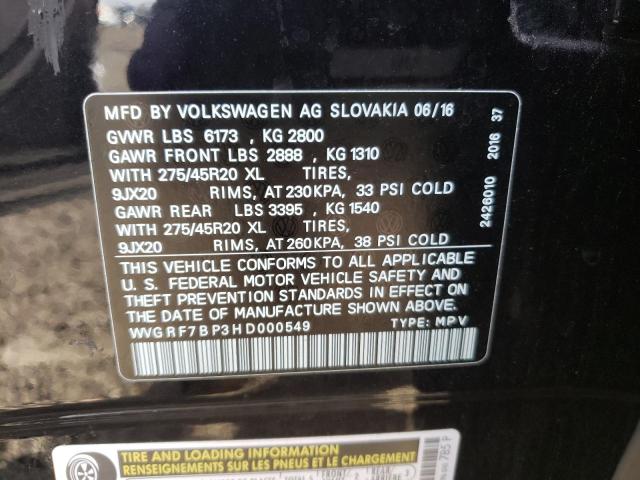 MFD BY VOLKSWAGEN AG SLOVAKIA 06/16
GVWR LBS 6173 , KG 2800
GAWR FRONT LBS 2888 , KG 1310
WITH 275/45R20 XL TIRES,
9JX20 RIMS, AT 230KPA, 33 PSI COLD
GAWR REAR LBS 3395 , KG 1540
WITH 275/45R20 XL TIRES,
9JX20 RIMS, AT 260KPA, 38 PSI COLD
THIS VEHICLE CONFORMS TO ALL APPLICABLE
U. S. FEDERAL MOTOR VEHICLE SAFETY AND
THEFT PREVENTION STANDARDS IN EFFECT ON
THE DATE OF MANUFACTURE SHOWN ABOVE.
WVGRF7BP3HD000549 TYPE: MPV
2426010 2016 37
TIRE AND LOADING INFORMATION
RENSEIGNEMENTS SUR LES PNEUS ET LE CHARGEMENT
785 P